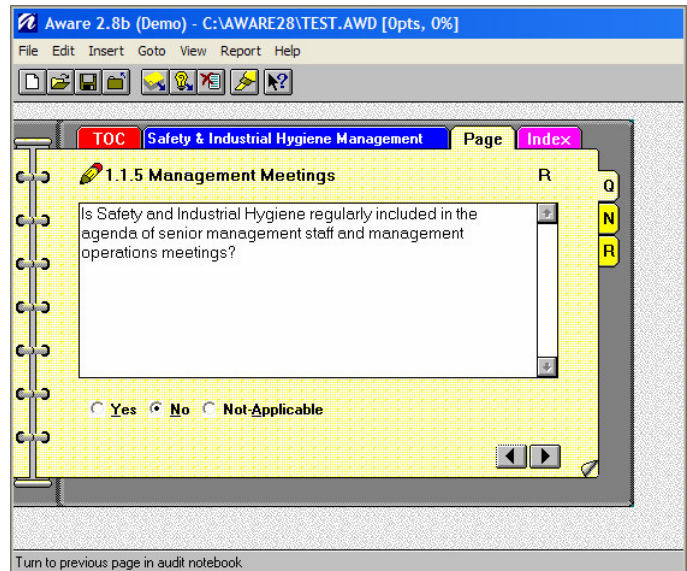 Aware 2.8b (Demo) - C:\AWARE28\TEST.AWD [0pts, 0%]
File Edit Insert Goto View Report Help
TOC Safety & Industrial Hygiene Management Page Index
1.1.5 Management Meetings R
Q
N
R
Is Safety and Industrial Hygiene regularly included in the
agenda of senior management staff and management
operations meetings?
Yes No Not-Applicable
Turn to previous page in audit notebook